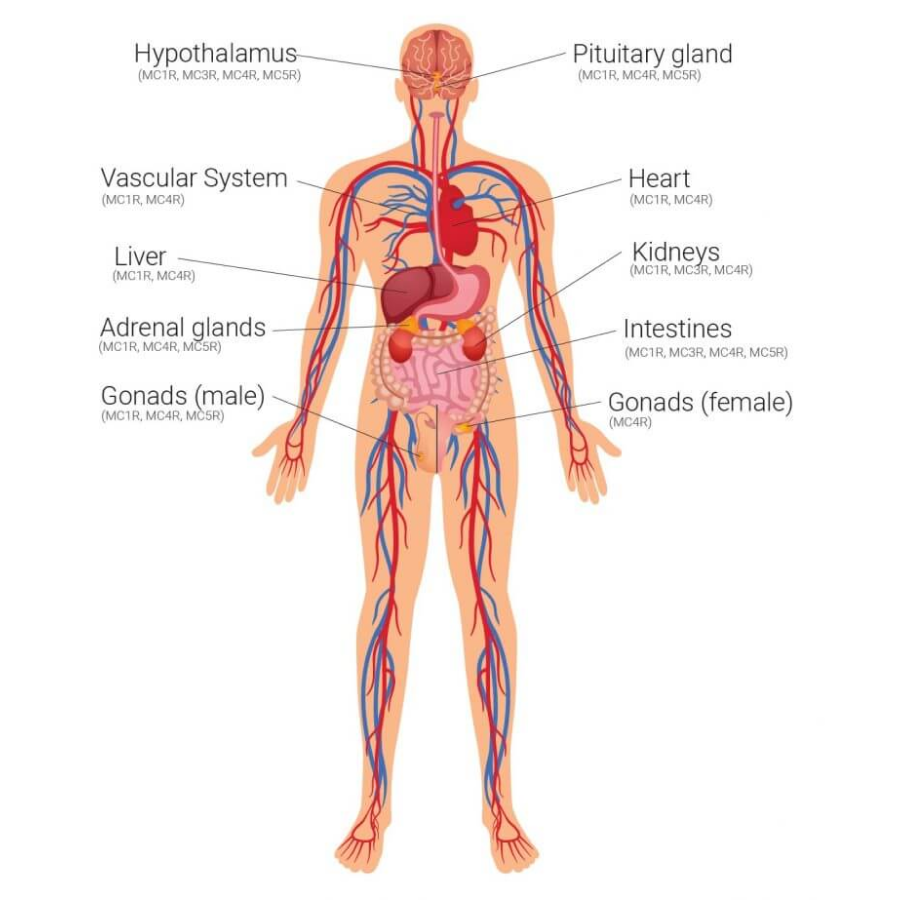 Hypothalamus
(MC1R, MC3R, MC4R, MC5R)
Pituitary gland
(MC1R, MC4R, MC5R)
Vascular System
(MC1R, MC4R)
Heart
(MC1R, MC4R)
Liver
(MC1R, MC4R)
Kidneys
(MC1R, MC3R, MC4R)
Adrenal glands
(MC1R, MC4R, MC5R)
Intestines
(MC1R, MC3R, MC4R, MC5R)
Gonads (male)
(MC1R, MC4R, MC5R)
Gonads (female)
(MC4R)